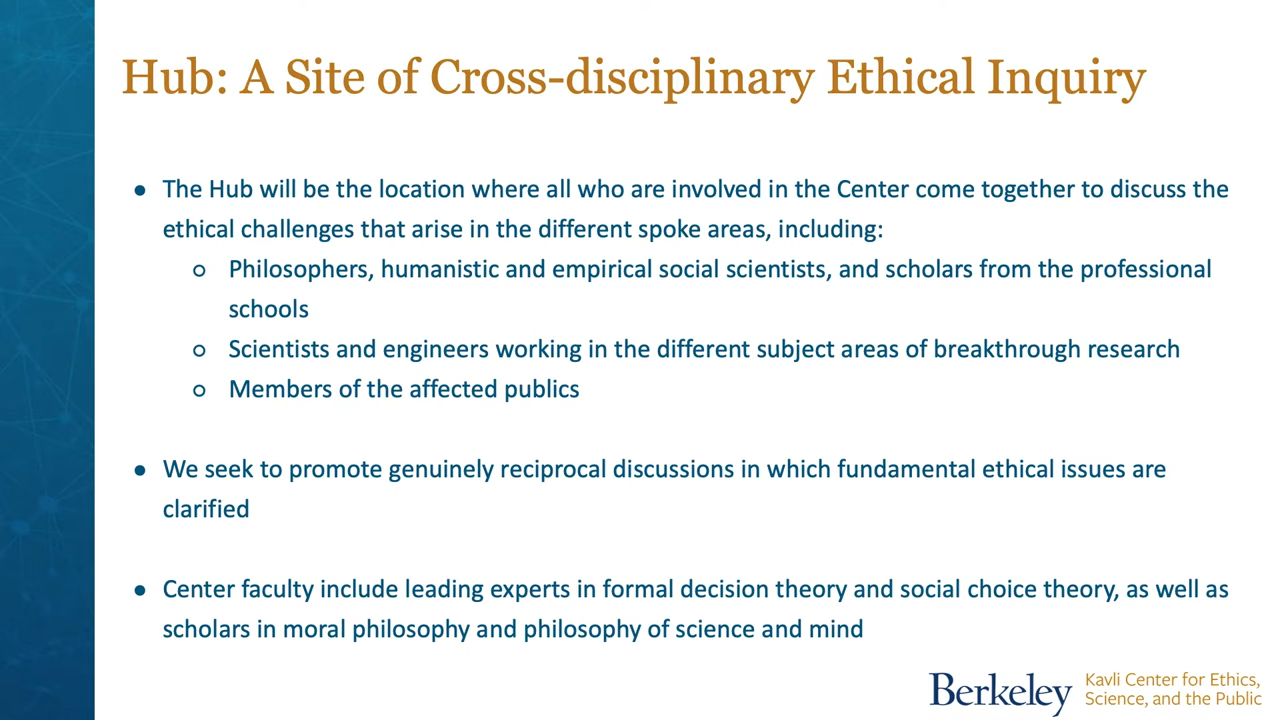 Hub: A Site of Cross-disciplinary Ethical Inquiry
● The Hub will be the location where all who are involved in the Center come together to discuss the
ethical challenges that arise in the different spoke areas, including:
○ Philosophers, humanistic and empirical social scientists, and scholars from the professional
schools
○ Scientists and engineers working in the different subject areas of breakthrough research
○ Members of the affected publics
● We seek to promote genuinely reciprocal discussions in which fundamental ethical issues are
clarified
● Center faculty include leading experts in formal decision theory and social choice theory, as well as
scholars in moral philosophy and philosophy of science and mind
Berkeley
Kavli Center for Ethics,
Science, and the Public